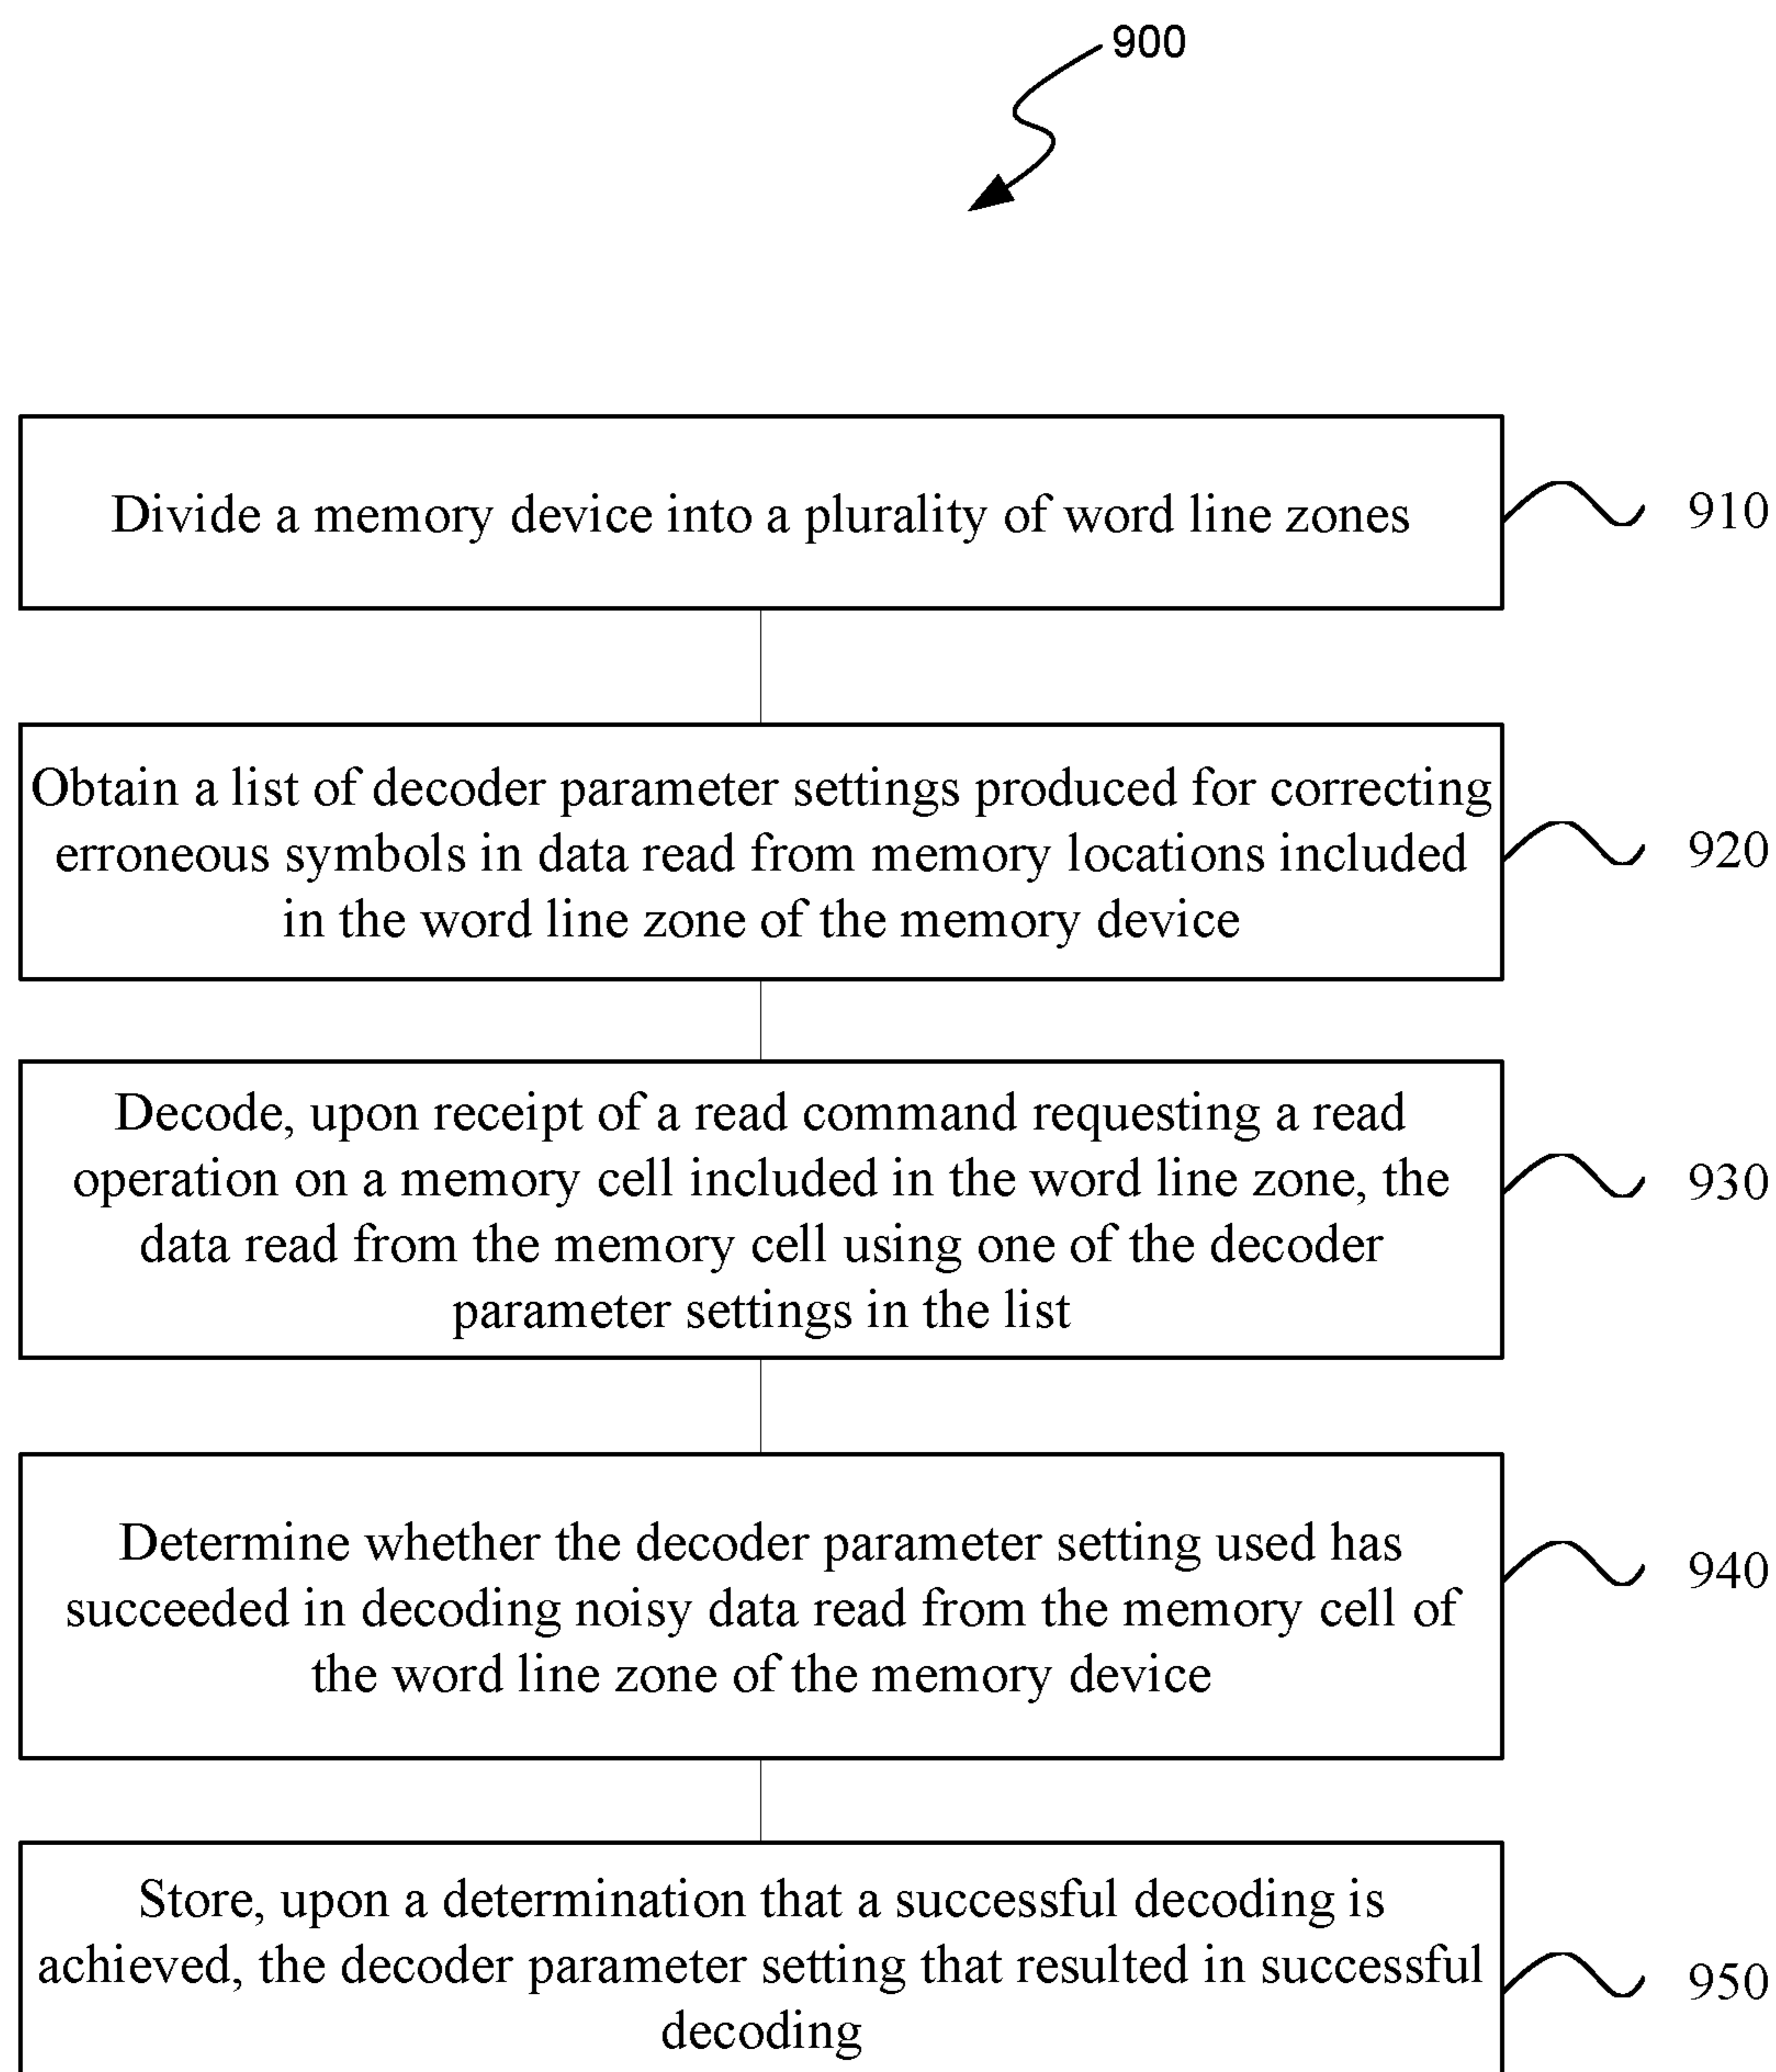 900
Divide a memory device into a plurality of word line zones
910
Obtain a list of decoder parameter settings produced for correcting
erroneous symbols in data read from memory locations included
in the word line zone of the memory device
920
Decode, upon receipt of a read command requesting a read
operation on a memory cell included in the word line zone, the
data read from the memory cell using one of the decoder
parameter settings in the list
930
Determine whether the decoder parameter setting used has
succeeded in decoding noisy data read from the memory cell of
the word line zone of the memory device
940
Store, upon a determination that a successful decoding is
achieved, the decoder parameter setting that resulted in successful
decoding
950